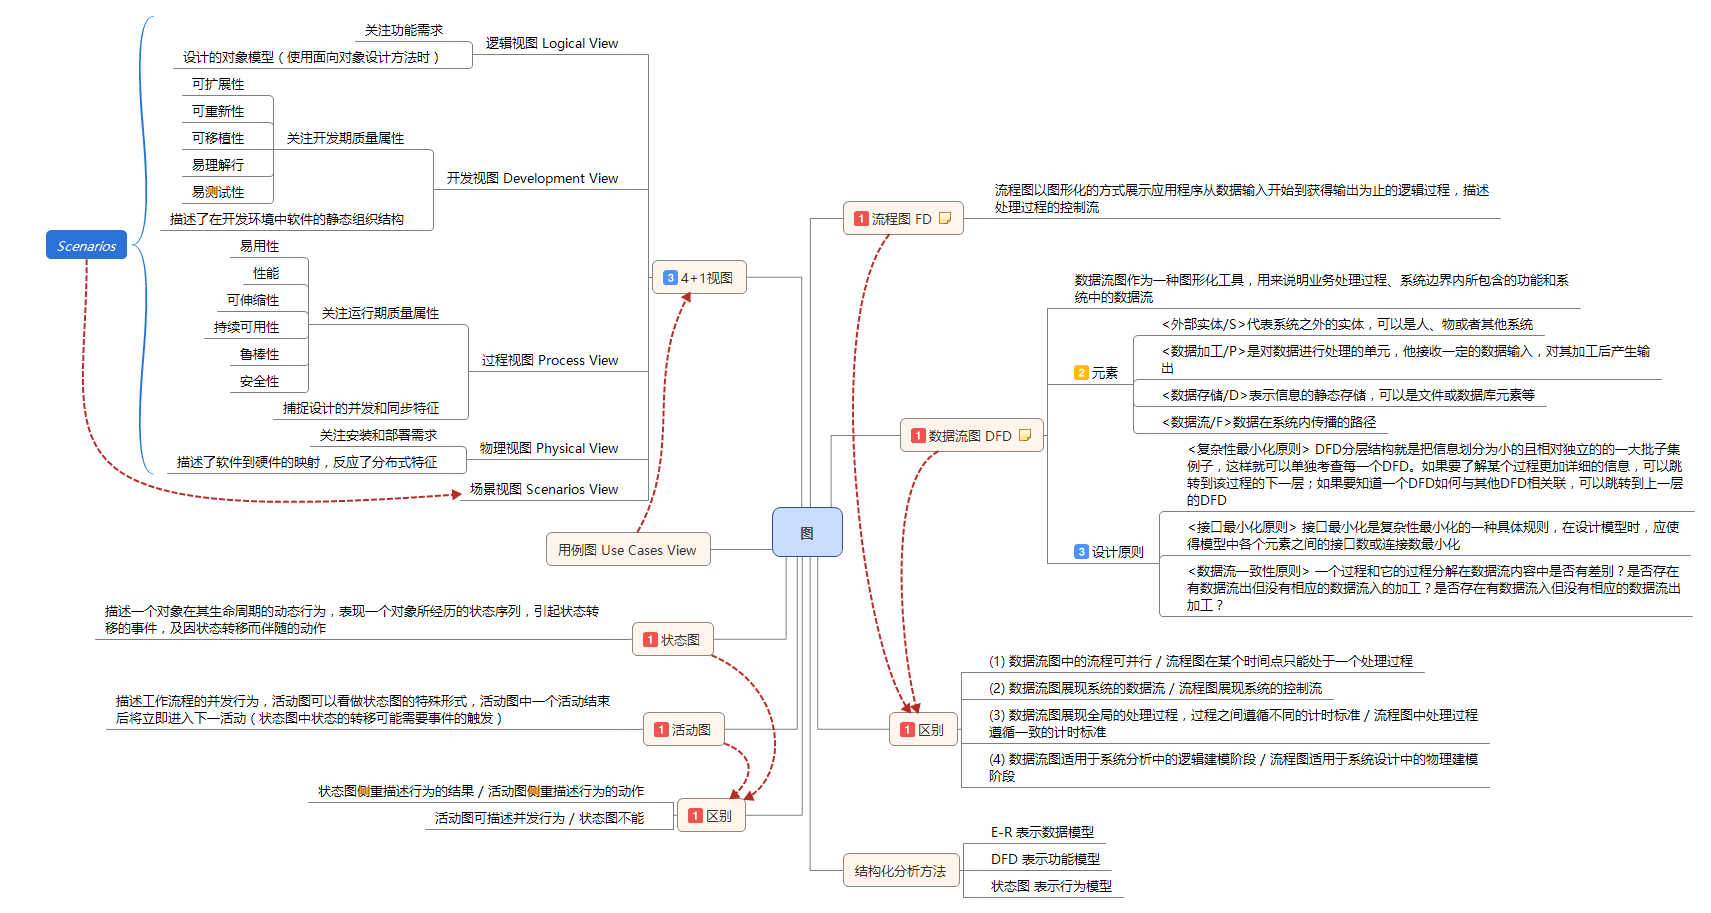 关注功能需求
设计的对象模型（使用面向对象设计方法时）
逻辑视图 Logical View
可扩展性
可重新性
可移植性
易理解行
易测试性
关注开发期质量属性
描述了在开发环境中软件的静态组织结构
开发视图 Development View
Scenarios
易用性
性能
可伸缩性
持续可用性
鲁棒性
安全性
关注运行期质量属性
捕捉设计的并发和同步特征
过程视图 Process View
关注安装和部署需求
描述了软件到硬件的映射，反应了分布式特征
物理视图 Physical View
场景视图 Scenarios View
3 4+1视图
用例图 Use Cases View
图
描述一个对象在其生命周期的动态行为，表现一个对象所经历的状态序列，引起状态转
移的事件，及因状态转移而伴随的动作
1 状态图
描述工作流程的并发行为，活动图可以看做状态图的特殊形式，活动图中一个活动结束
后将立即进入下一活动（状态图中状态的转移可能需要事件的触发）
1 活动图
状态图侧重描述行为的结果 / 活动图侧重描述行为的动作
活动图可描述并发行为 / 状态图不能
1 区别
1 流程图 FD
流程图以图形化的方式展示应用程序从数据输入开始到获得输出为止的逻辑过程，描述
处理过程的控制流
1 数据流图 DFD
数据流图作为一种图形化工具，用来说明业务处理过程、系统边界内所包含的功能和系
统中的数据流
2 元素
<外部实体/S>代表系统之外的实体，可以是人、物或者其他系统
<数据加工/P>是对数据进行处理的单元，他接收一定的数据输入，对其加工后产生输
出
<数据存储/D>表示信息的静态存储，可以是文件或数据库元素等
<数据流/F>数据在系统内传播的路径
3 设计原则
<复杂性最小化原则> DFD分层结构就是把信息划分为小的且相对独立的的一大批子集
例子，这样就可以单独考查每一个DFD。如果要了解某个过程更加详细的信息，可以跳
转到该过程的下一层；如果要知道一个DFD如何与其他DFD相关联，可以跳转到上一层
的DFD
<接口最小化原则> 接口最小化是复杂性最小化的一种具体规则，在设计模型时，应使
得模型中各个元素之间的接口数或连接数最小化
<数据流一致性原则> 一个过程和它的过程分解在数据流内容中是否有差别？是否存在
有数据流出但没有相应的数据流入的加工？是否存在有数据流入但没有相应的数据流出
加工？
1 区别
(1) 数据流图中的流程可并行 / 流程图在某个时间点只能处于一个处理过程
(2) 数据流图展现系统的数据流 / 流程图展现系统的控制流
(3) 数据流图展现全局的处理过程，过程之间遵循不同的计时标准 / 流程图中处理过程
遵循一致的计时标准
(4) 数据流图适用于系统分析中的逻辑建模阶段 / 流程图适用于系统设计中的物理建模
阶段
结构化分析方法
E-R 表示数据模型
DFD 表示功能模型
状态图 表示行为模型